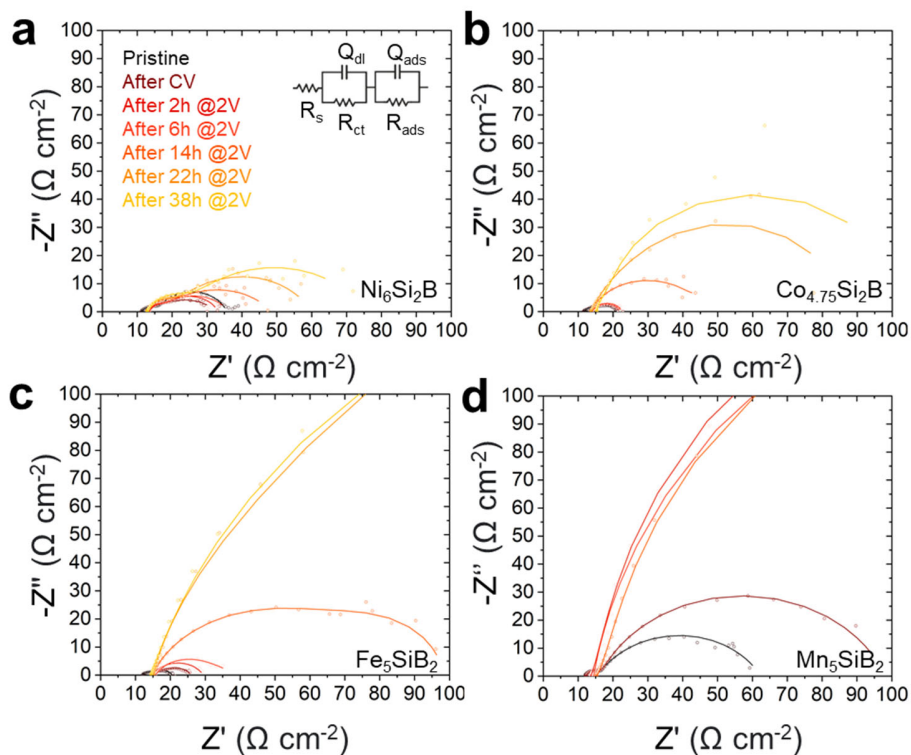 a
100
90
80
70
60
50
40
30
20
10
0
-Z" (Ω cm-2)
Pristine
After CV
After 2h @2V
After 6h @2V
After 14h @2V
After 22h @2V
After 38h @2V
Qdl
Qads
Rs
Rct
Rads
Ni6Si2B
0 10 20 30 40 50 60 70 80 90 100
Z' (Ω cm-2)
b
100
90
80
70
60
50
40
30
20
10
0
-Z" (Ω cm-2)
Co4.75Si2B
0 10 20 30 40 50 60 70 80 90 100
Z' (Ω cm-2)
c
100
90
80
70
60
50
40
30
20
10
0
-Z" (Ω cm-2)
Fe5SiB2
0 10 20 30 40 50 60 70 80 90 100
Z' (Ω cm-2)
d
100
90
80
70
60
50
40
30
20
10
0
-Z” (Ω cm-2)
Mn5SiB2
0 10 20 30 40 50 60 70 80 90 100
Z' (Ω cm-2)